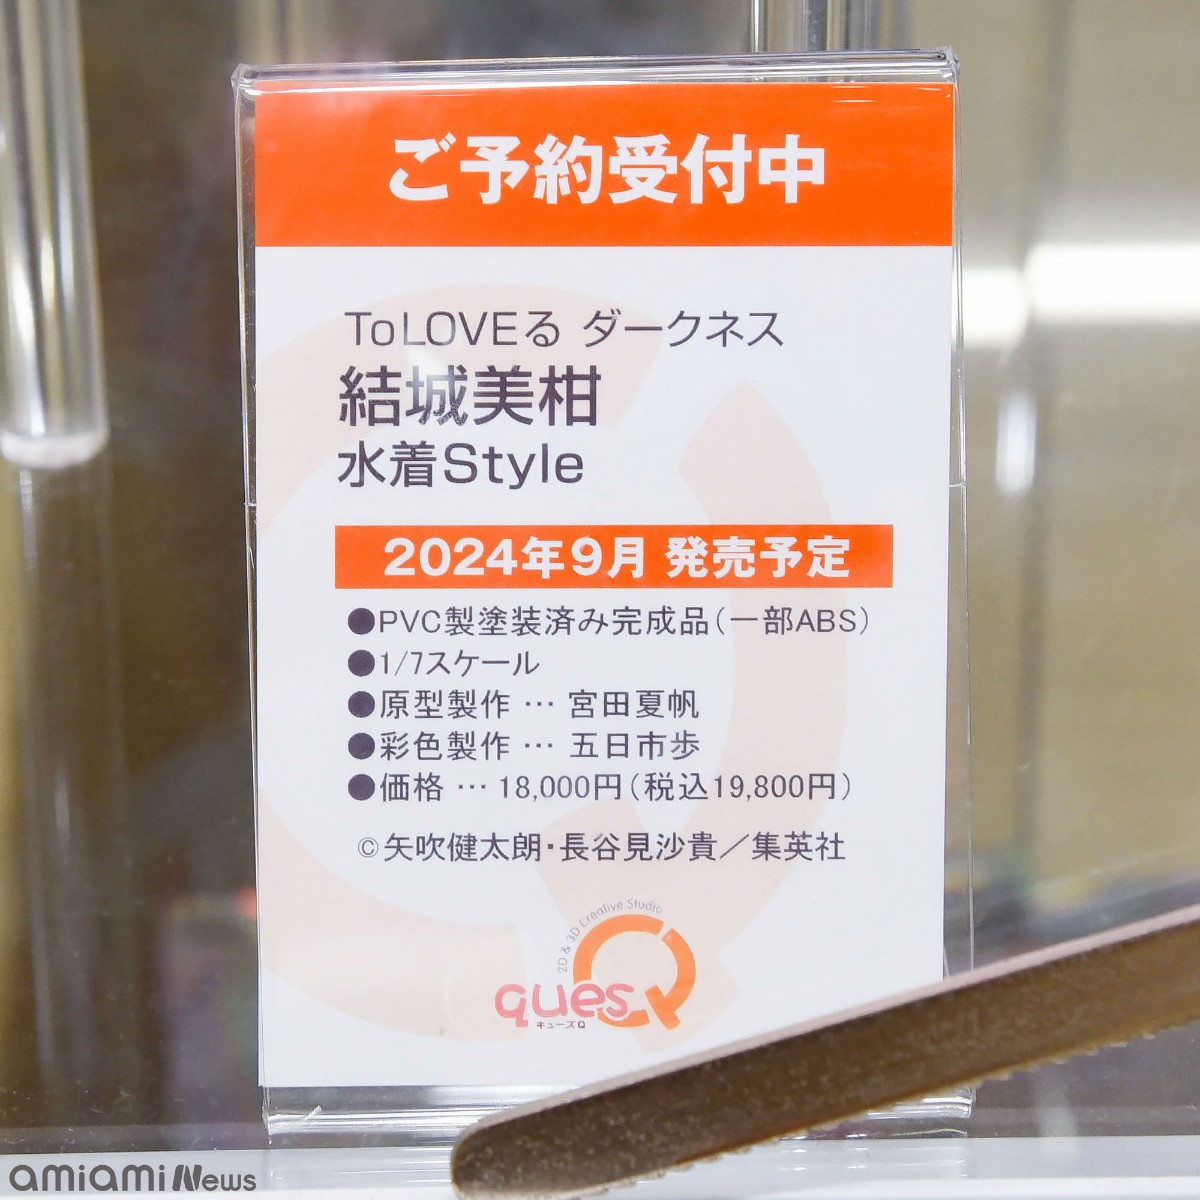 ご予約受付中
ToLOVEる ダークネス
結城美柑
水着Style
2024年9月 発売予定
●PVC製塗装済み完成品(一部ABS)
●1/7スケール
●原型製作 … 宮田夏帆
●彩色製作 … 五日市歩
●価格 … 18,000円(税込19,800円)
©矢吹健太朗・長谷見沙貴／集英社
2D & 3D Creative Studio
quesQ
キューズQ
amiami News